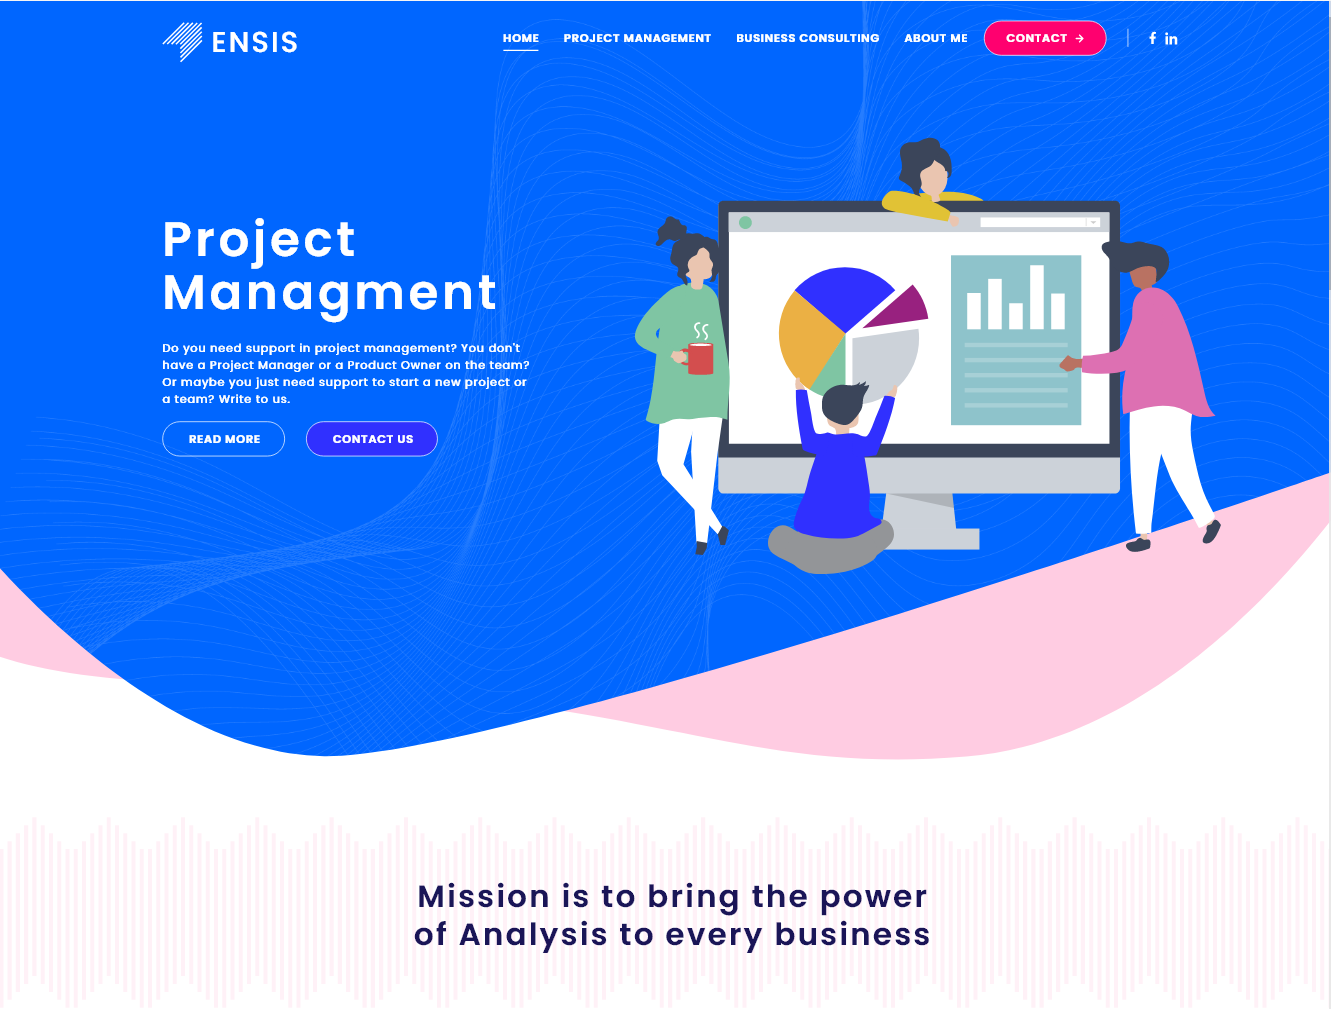 ENSIS
HOME PROJECT MANAGEMENT BUSINESS CONSULTING ABOUT ME CONTACT →
Project
Managment
Do you need support in project management? You don't
have a Project Manager or a Product Owner on the team?
Or maybe you just need support to start a new project or
a team? Write to us.
READ MORE CONTACT US
Mission is to bring the power
of Analysis to every business